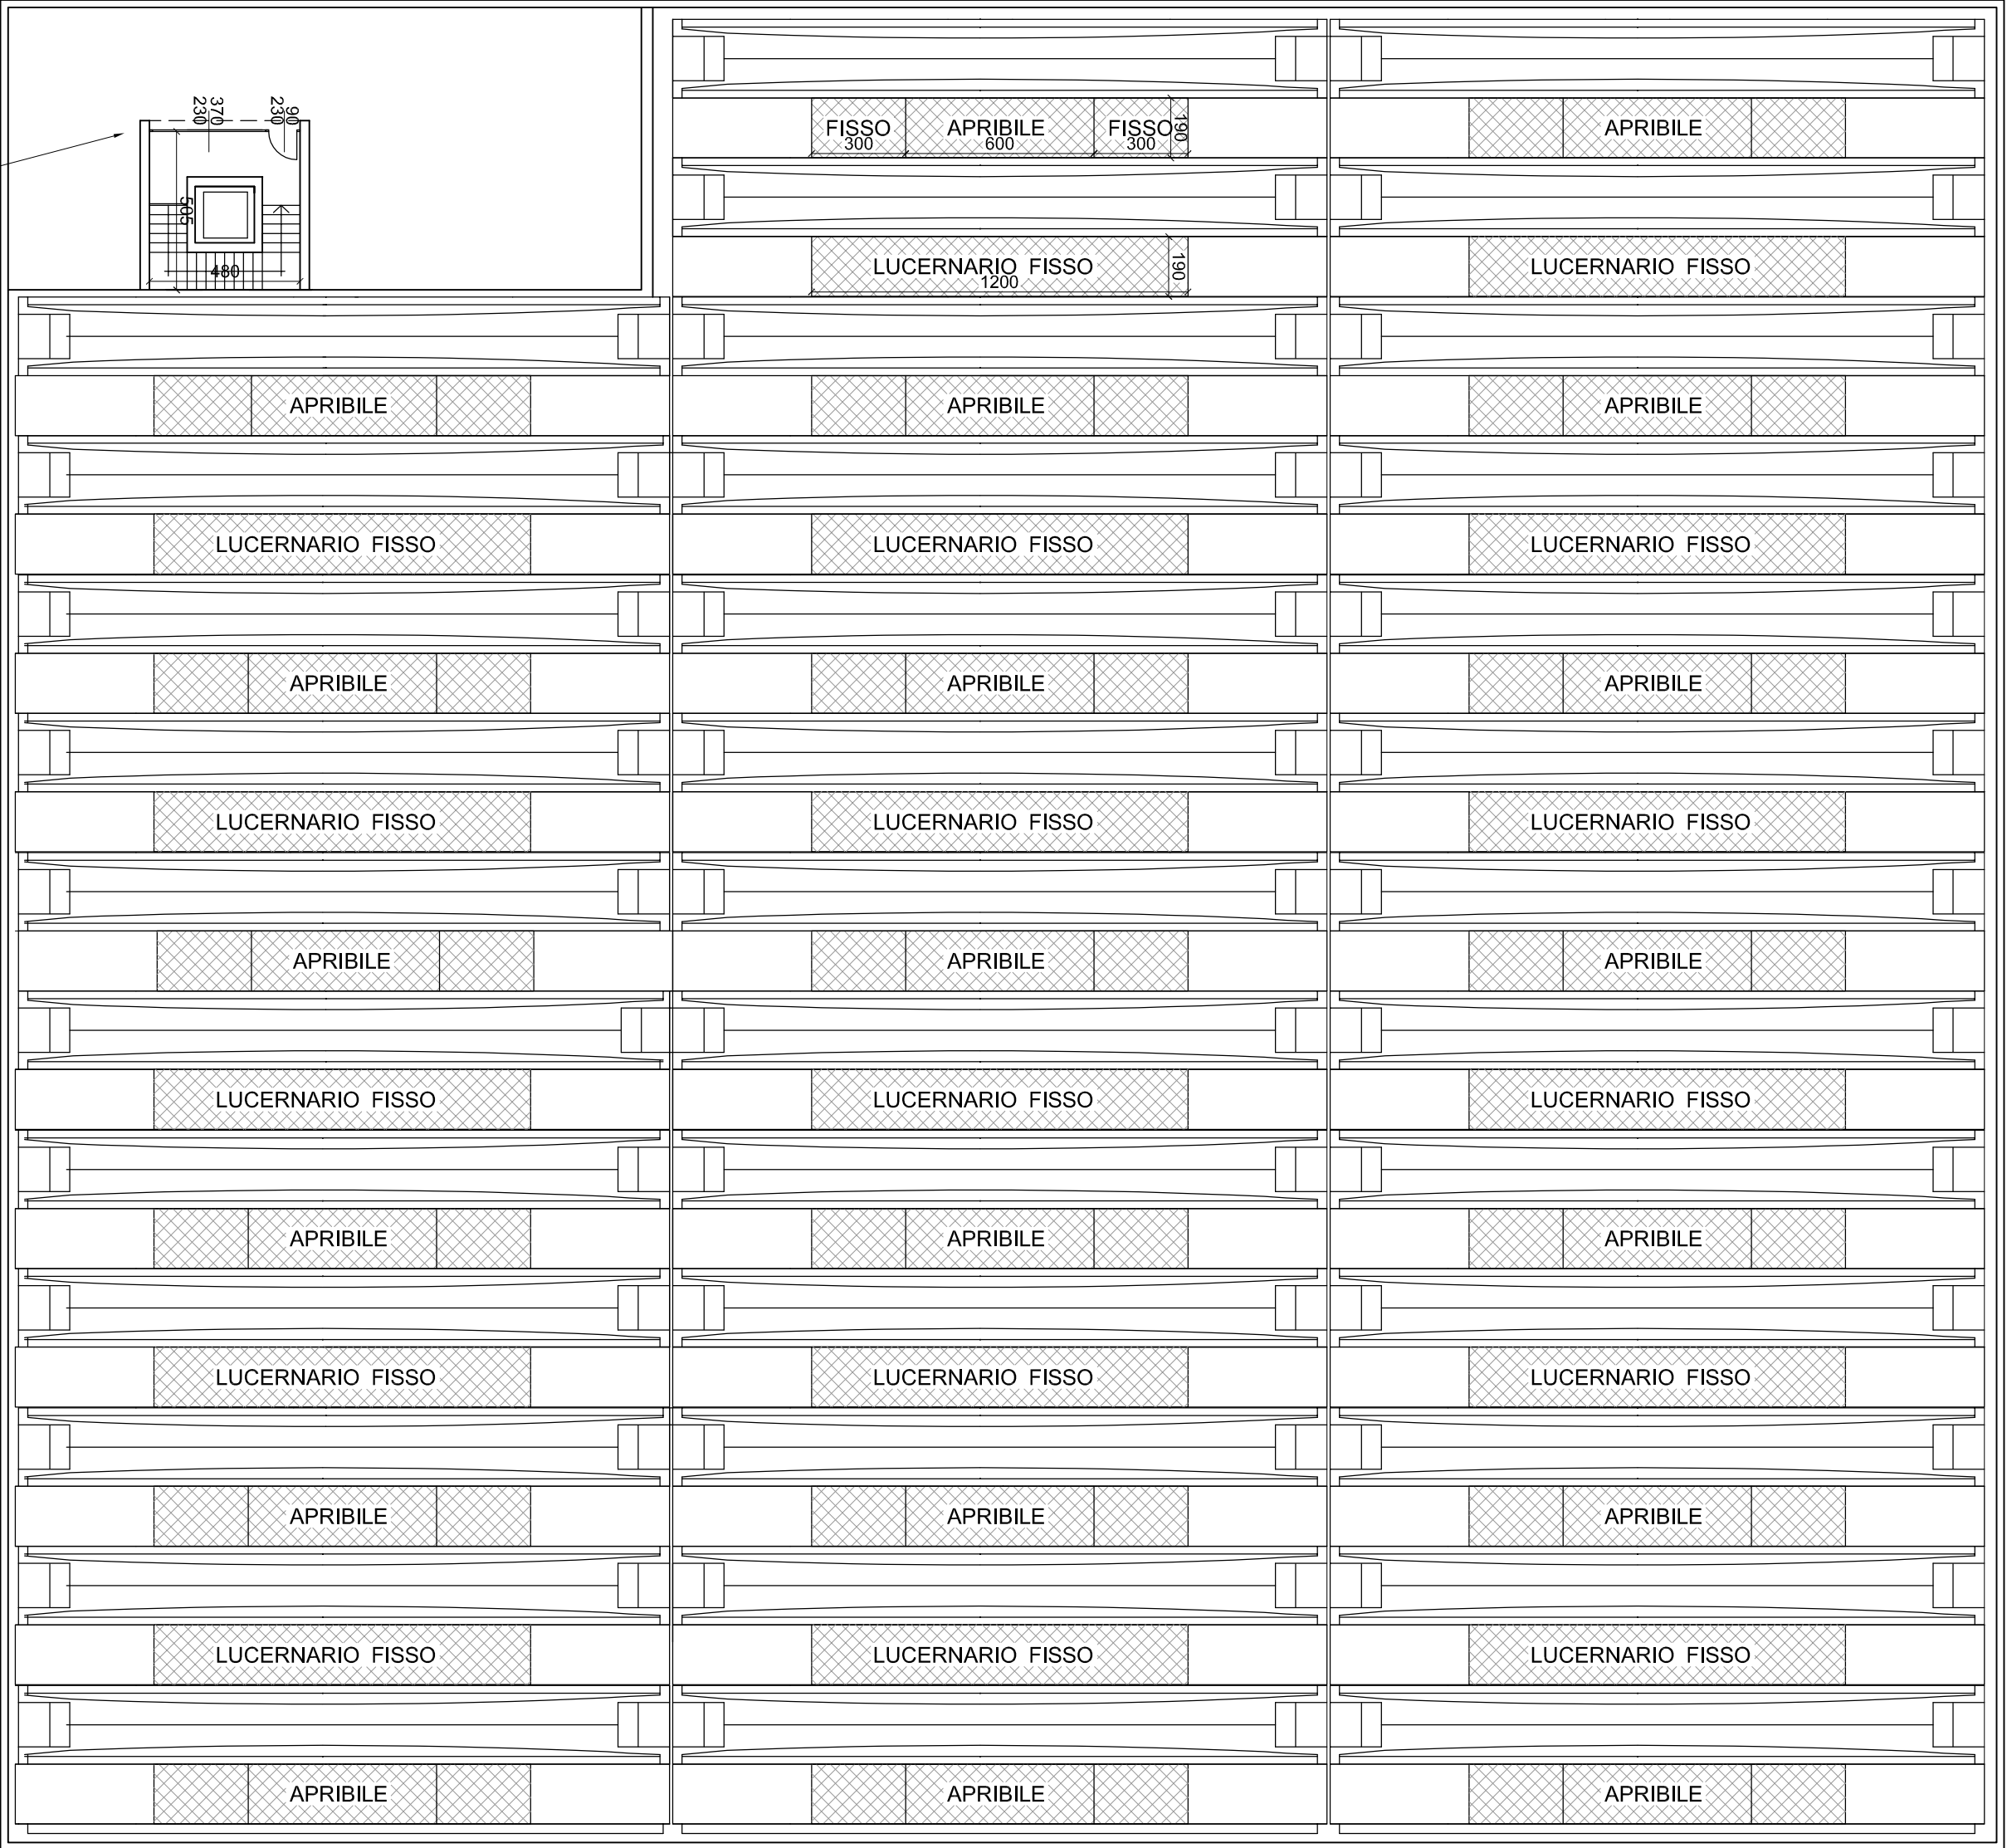 230
370
230
90
505
480
FISSO APRIBILE FISSO
300 600 300
190
APRIBILE
LUCERNARIO FISSO
1200
190
LUCERNARIO FISSO
APRIBILE APRIBILE APRIBILE
LUCERNARIO FISSO LUCERNARIO FISSO LUCERNARIO FISSO
APRIBILE APRIBILE APRIBILE
LUCERNARIO FISSO LUCERNARIO FISSO LUCERNARIO FISSO
APRIBILE APRIBILE APRIBILE
LUCERNARIO FISSO LUCERNARIO FISSO LUCERNARIO FISSO
APRIBILE APRIBILE APRIBILE
LUCERNARIO FISSO LUCERNARIO FISSO LUCERNARIO FISSO
APRIBILE APRIBILE APRIBILE
LUCERNARIO FISSO LUCERNARIO FISSO LUCERNARIO FISSO
APRIBILE APRIBILE APRIBILE